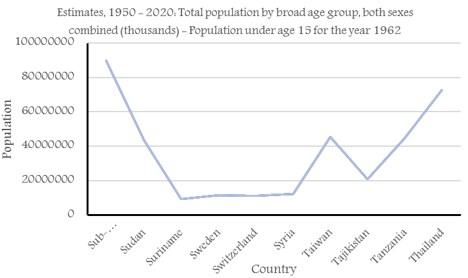 Estimates, 1950 - 2020: Total population by broad age group, both sexes
combined (thousands) - Population under age 15 for the year 1962
100000000
80000000
60000000
40000000
20000000
0
Population
Sub-...
Sudan
Suriname
Sweden
Switzerland
Syria
Taiwan
Tajikistan
Tanzania
Thailand
Country